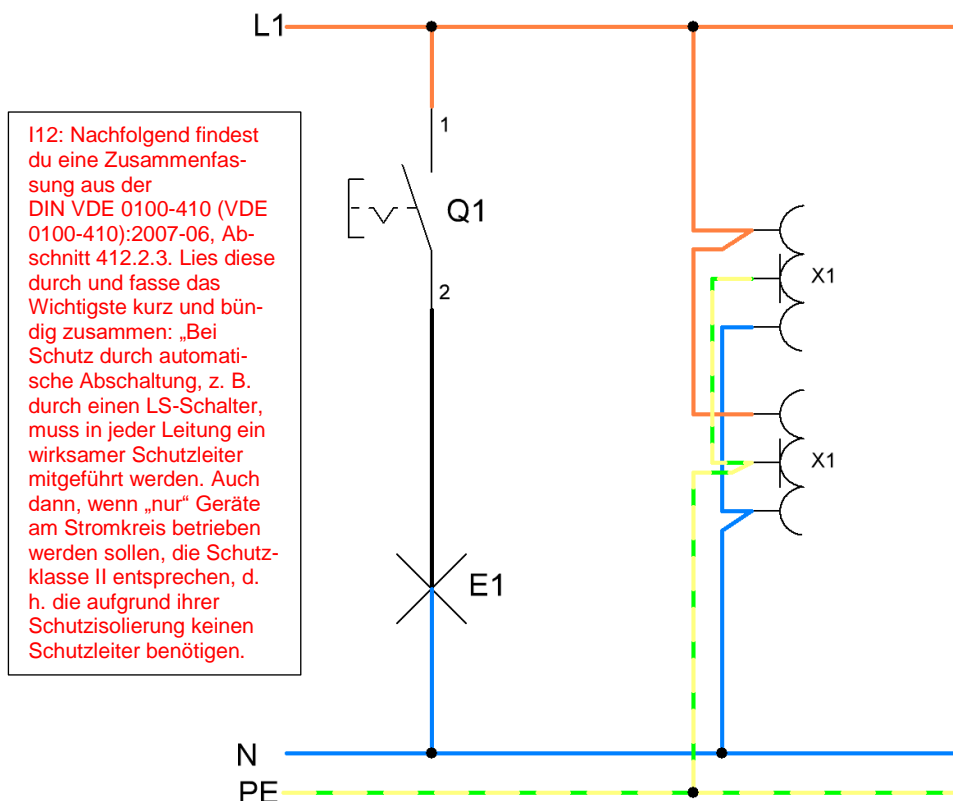 L1
I12: Nachfolgend findest
du eine Zusammenfas-
sung aus der
DIN VDE 0100-410 (VDE
0100-410):2007-06, Ab-
schnitt 412.2.3. Lies diese
durch und fasse das
Wichtigste kurz und bün-
dig zusammen: „Bei
Schutz durch automati-
sche Abschaltung, z. B.
durch einen LS-Schalter,
muss in jeder Leitung ein
wirksamer Schutzleiter
mitgeführt werden. Auch
dann, wenn „nur“ Geräte
am Stromkreis betrieben
werden sollen, die Schutz-
klasse II entsprechen, d.
h. die aufgrund ihrer
Schutzisolierung keinen
Schutzleiter benötigen.
1
Q1
2
E1
X1
X1
N
PE